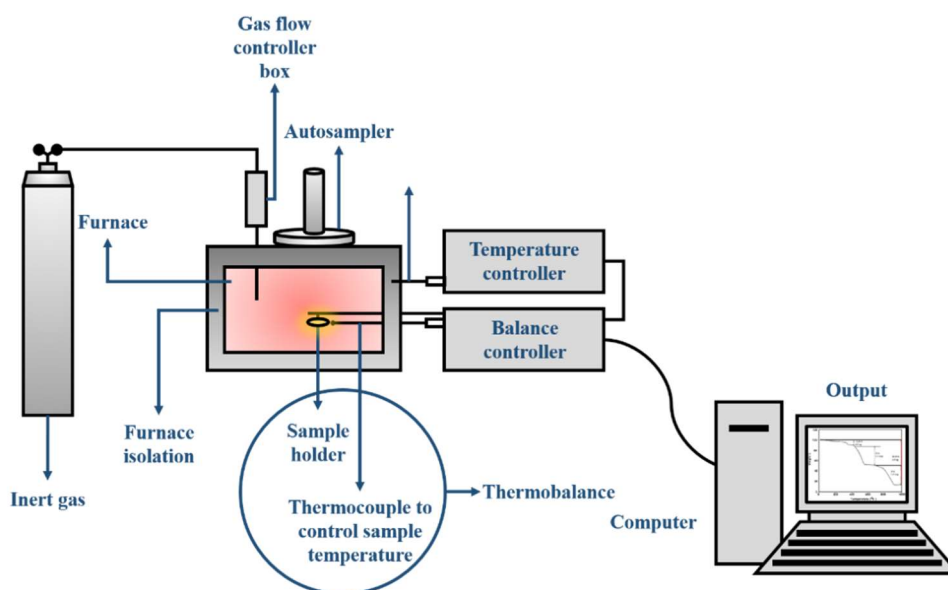 Gas flow
controller
box
Autosampler
Furnace
Temperature
controller
Balance
controller
Output
Furnace
isolation
Sample
holder
Inert gas
Thermocouple to
control sample
temperature
Thermobalance
Computer